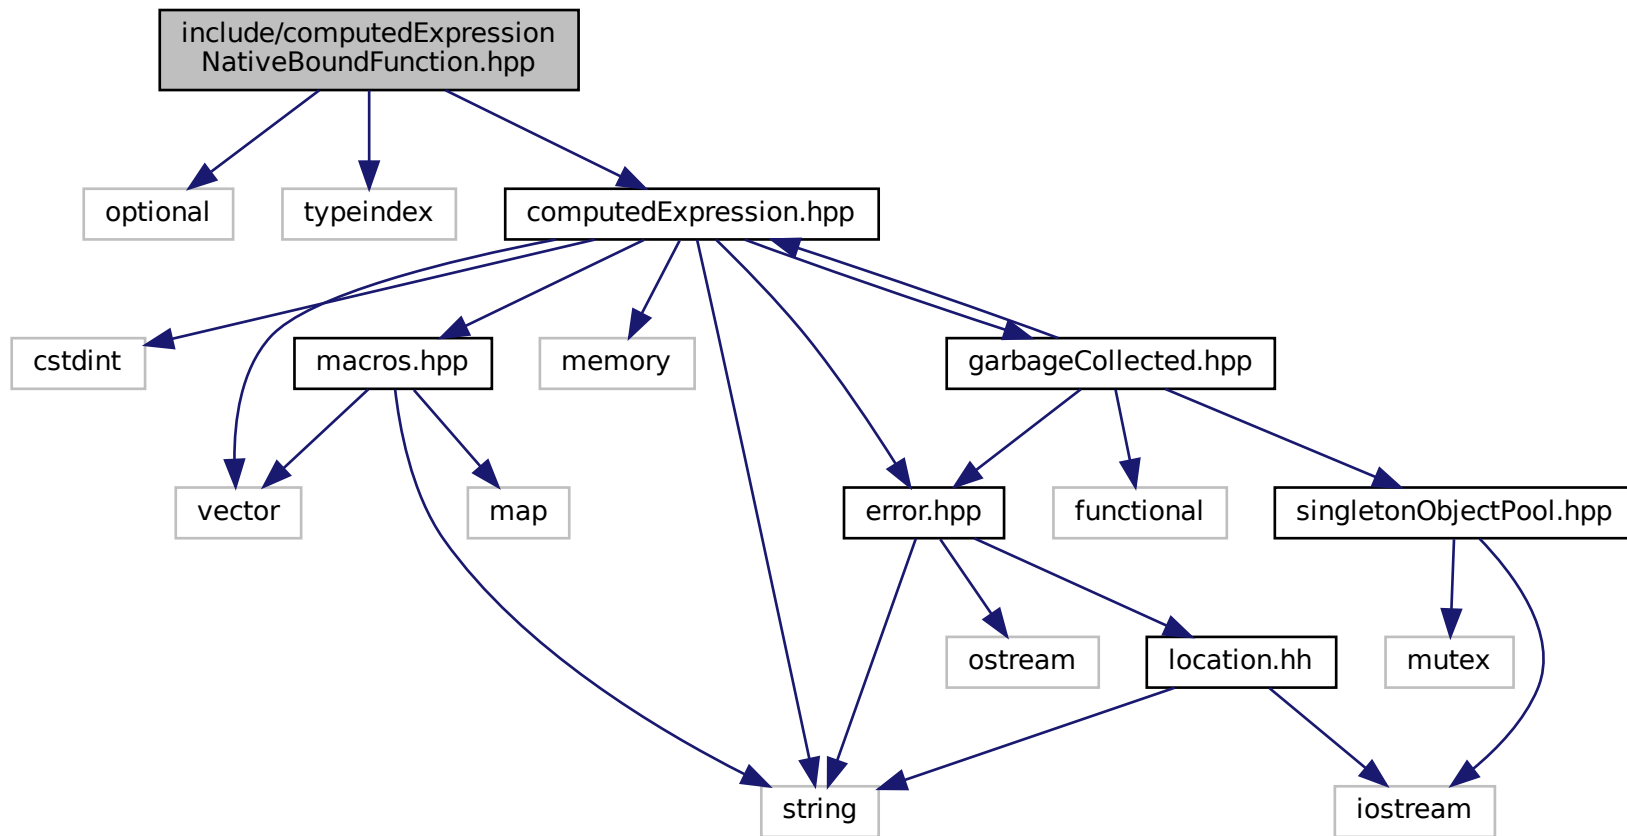 include/computedExpression
NativeBoundFunction.hpp
optional
typeindex
computedExpression.hpp
cstdint
macros.hpp
memory
garbageCollected.hpp
vector
map
error.hpp
functional
singletonObjectPool.hpp
ostream
location.hh
mutex
string
iostream